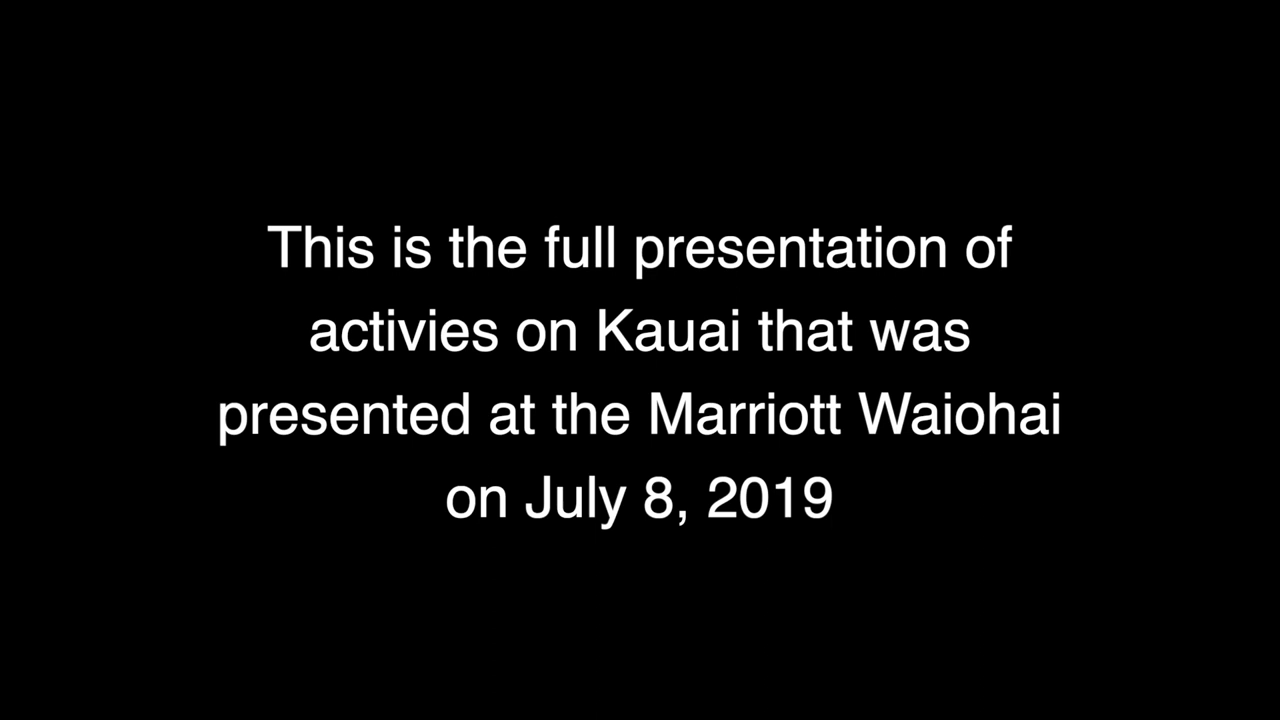 This is the full presentation of
activies on Kauai that was
presented at the Marriott Waiohai
on July 8, 2019